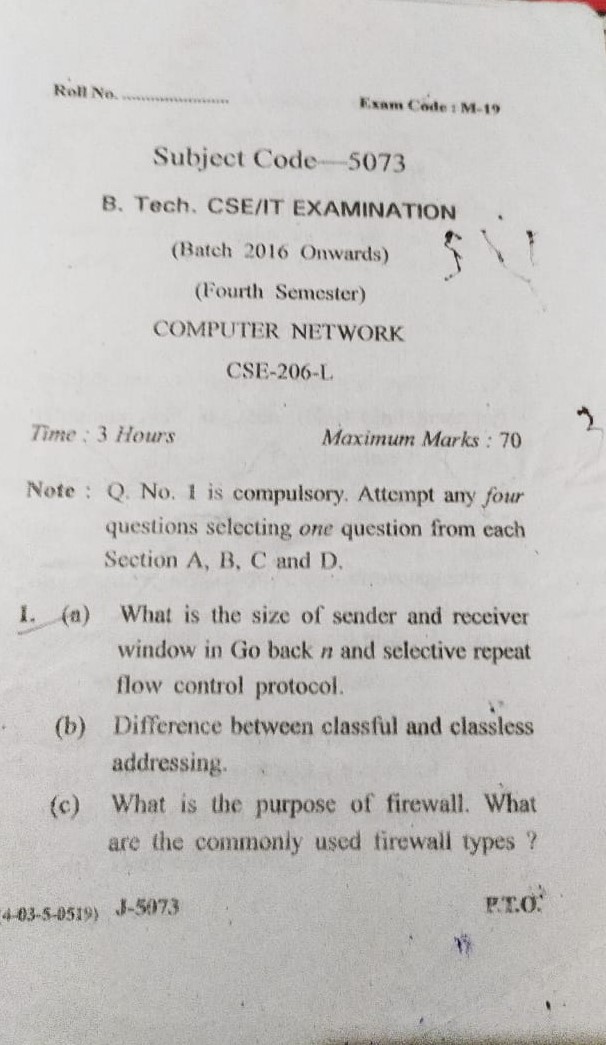 Roll No. ........................
Exam Code : M-19
Subject Code—5073
B. Tech. CSE/IT EXAMINATION
(Batch 2016 Onwards)
(Fourth Semester)
COMPUTER NETWORK
CSE-206-L
Time : 3 Hours Maximum Marks : 70
Note : Q. No. 1 is compulsory. Attempt any four
questions selecting one question from each
Section A, B, C and D.
1. (a) What is the size of sender and receiver
window in Go back n and selective repeat
flow control protocol.
(b) Difference between classful and classless
addressing.
(c) What is the purpose of firewall. What
are the commonly used firewall types ?
(4-03-5-0519) J-5073 P.T.O.